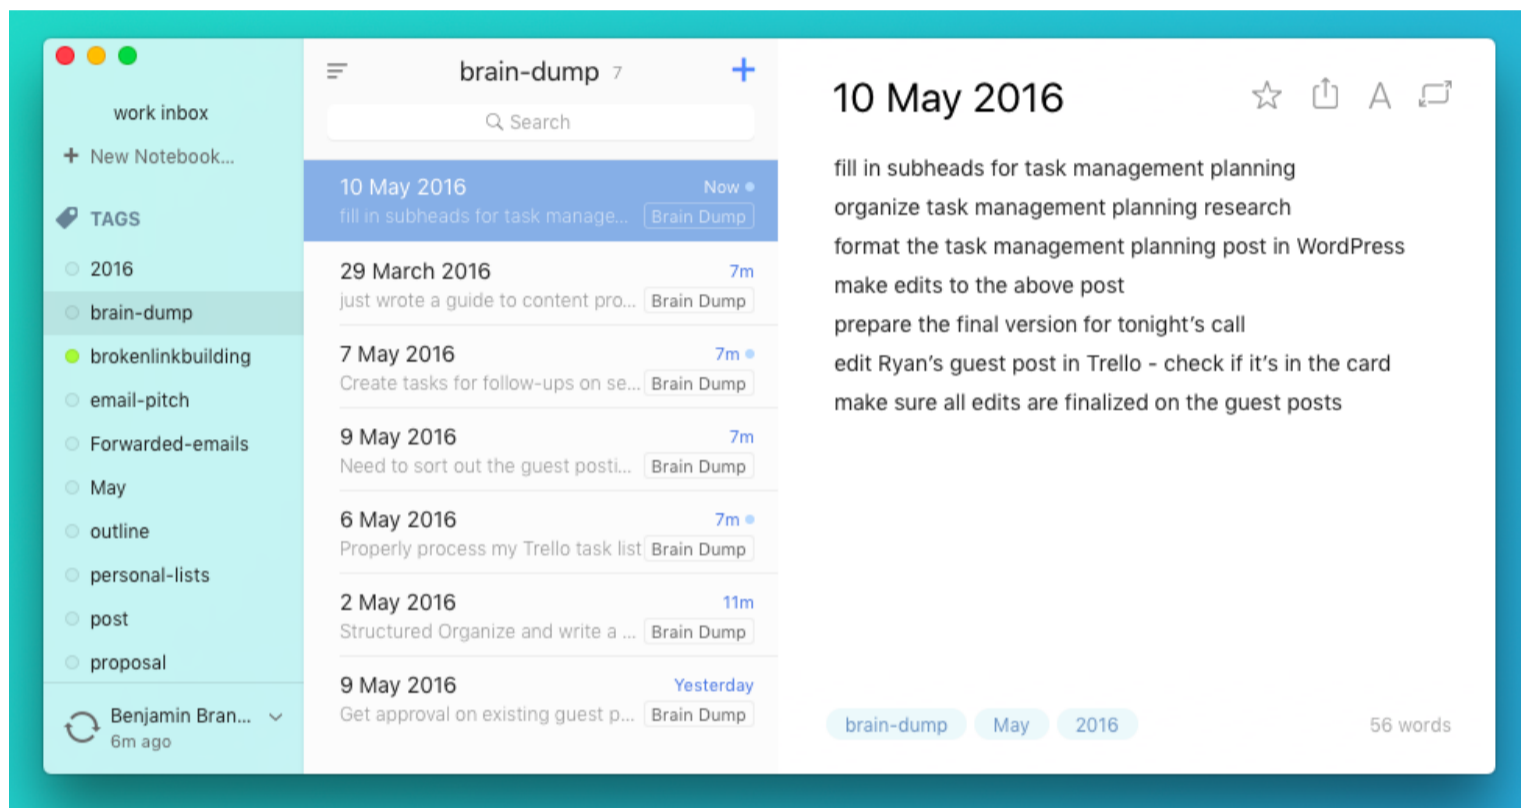 work inbox
New Notebook...
TAGS
2016
brain-dump
brokenlinkbuilding
email-pitch
Forwarded-emails
May
outline
personal-lists
post
proposal
Benjamin Bran...
6m ago
brain-dump 7
Search
10 May 2016 Now
fill in subheads for task manage... Brain Dump
29 March 2016 7m
just wrote a guide to content pro... Brain Dump
7 May 2016 7m
Create tasks for follow-ups on se... Brain Dump
9 May 2016 7m
Need to sort out the guest posti... Brain Dump
6 May 2016 7m
Properly process my Trello task list Brain Dump
2 May 2016 11m
Structured Organize and write a ... Brain Dump
9 May 2016 Yesterday
Get approval on existing guest p... Brain Dump
10 May 2016
A
fill in subheads for task management planning
organize task management planning research
format the task management planning post in WordPress
make edits to the above post
prepare the final version for tonight’s call
edit Ryan’s guest post in Trello - check if it’s in the card
make sure all edits are finalized on the guest posts
brain-dump May 2016 56 words